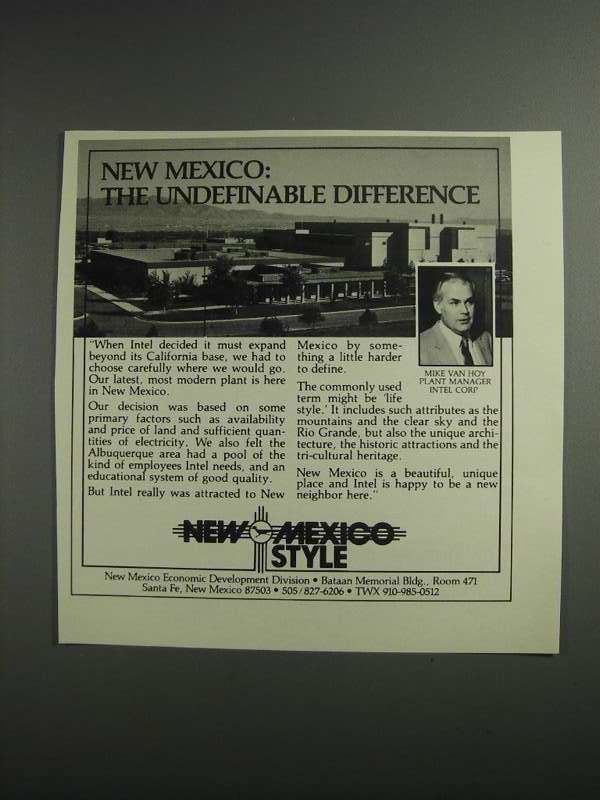 NEW MEXICO:
THE UNDEFINABLE DIFFERENCE
"When Intel decided it must expand
beyond its California base, we had to
choose carefully where we would go.
Our latest, most modern plant is here
in New Mexico.
Our decision was based on some
primary factors such as availability
and price of land and sufficient quan-
tities of electricity. We also felt the
Albuquerque area had a pool of the
kind of employees Intel needs, and an
educational system of good quality.
But Intel really was attracted to New
Mexico by some-
thing a little harder
to define.
The commonly used
term might be 'life
style.' It includes such attributes as the
mountains and the clear sky and the
Rio Grande, but also the unique archi-
tecture, the historic attractions and the
tri-cultural heritage.
New Mexico is a beautiful, unique
place and Intel is happy to be a new
neighbor here."
MIKE VAN HOY
PLANT MANAGER
INTEL CORP
NEW MEXICO
STYLE
New Mexico Economic Development Division • Bataan Memorial Bldg., Room 471
Santa Fe, New Mexico 87503 • 505/827-6206 • TWX 910-985-0512